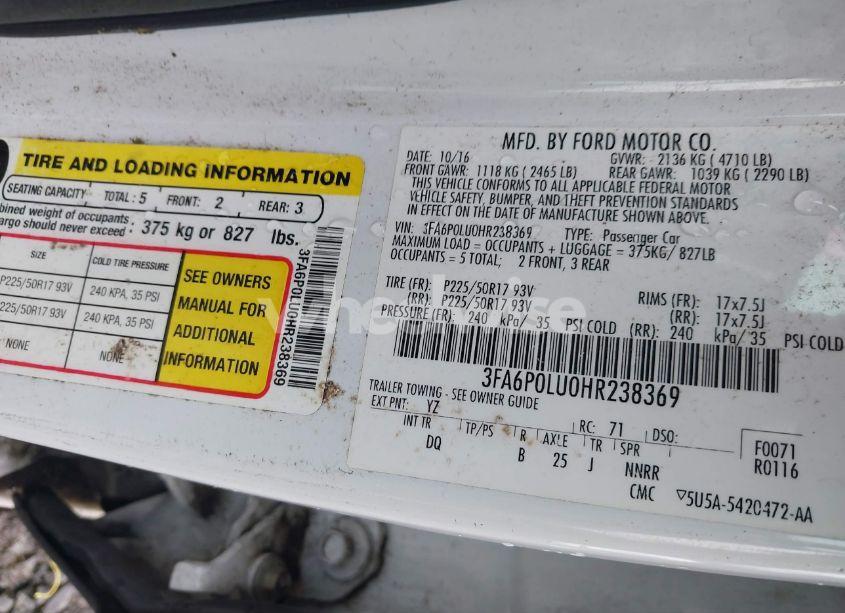 TIRE AND LOADING INFORMATION
SEATING CAPACITY TOTAL: 5 FRONT: 2 REAR: 3
bined weight of occupants
argo should never exceed: 375 kg or 827 lbs.
SIZE COLD TIRE PRESSURE
P225/50R17 93V 240 KPA, 35 PSI
P225/50R17 93V 240 KPA, 35 PSI
NONE NONE
SEE OWNERS
MANUAL FOR
ADDITIONAL
INFORMATION
3FA6P0LU0HR238369
MFD. BY FORD MOTOR CO.
DATE: 10/16 GVWR: 2136 KG ( 4710 LB)
FRONT GAWR: 1118 KG ( 2465 LB) REAR GAWR: 1039 KG ( 2290 LB)
THIS VEHICLE CONFORMS TO ALL APPLICABLE FEDERAL MOTOR
VEHICLE SAFETY, BUMPER, AND THEFT PREVENTION STANDARDS
IN EFFECT ON THE DATE OF MANUFACTURE SHOWN ABOVE.
VIN: 3FA6P0LU0HR238369 TYPE: Passenger Car
MAXIMUM LOAD = OCCUPANTS + LUGGAGE = 375KG/ 827LB
OCCUPANTS = 5 TOTAL; 2 FRONT, 3 REAR
TIRE (FR): P225/50R17 93V RIMS (FR): 17x7.5J
(RR): P225/50R17 93V (RR): 17x7.5J
PRESSURE (FR): 240 kPa/ 35 PSI COLD (RR): 240 kPa/ 35 PSI COLD
3FA6P0LU0HR238369
TRAILER TOWING - SEE OWNER GUIDE
EXT PNT: YZ RC: 71 DSO: F0071
INT TR TP/PS R AXLE TR SPR R0116
DQ B 25 J NNRR
CMC ▽5U5A-5420472-AA
wheelwise